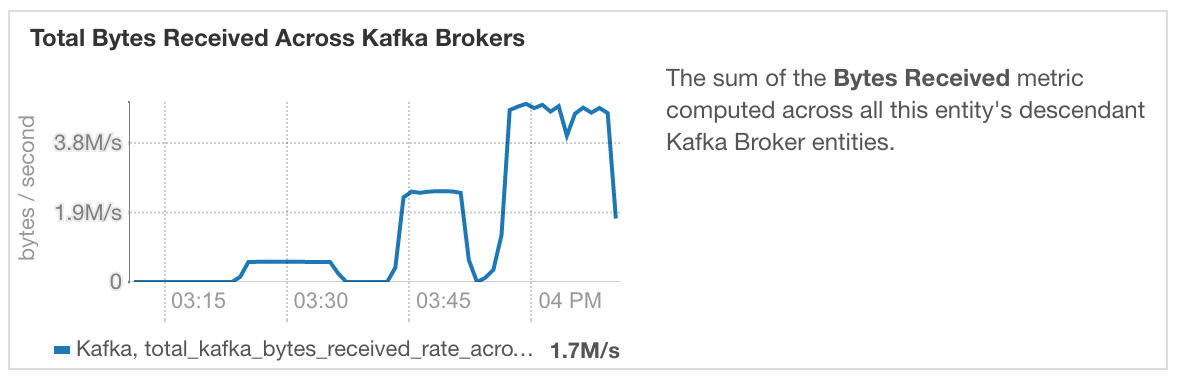 Total Bytes Received Across Kafka Brokers
bytes / second
3.8M/s
1.9M/s
0
03:15
03:30
03:45
04 PM
Kafka, total_kafka_bytes_received_rate_acro... 1.7M/s
The sum of the Bytes Received metric
computed across all this entity's descendant
Kafka Broker entities.